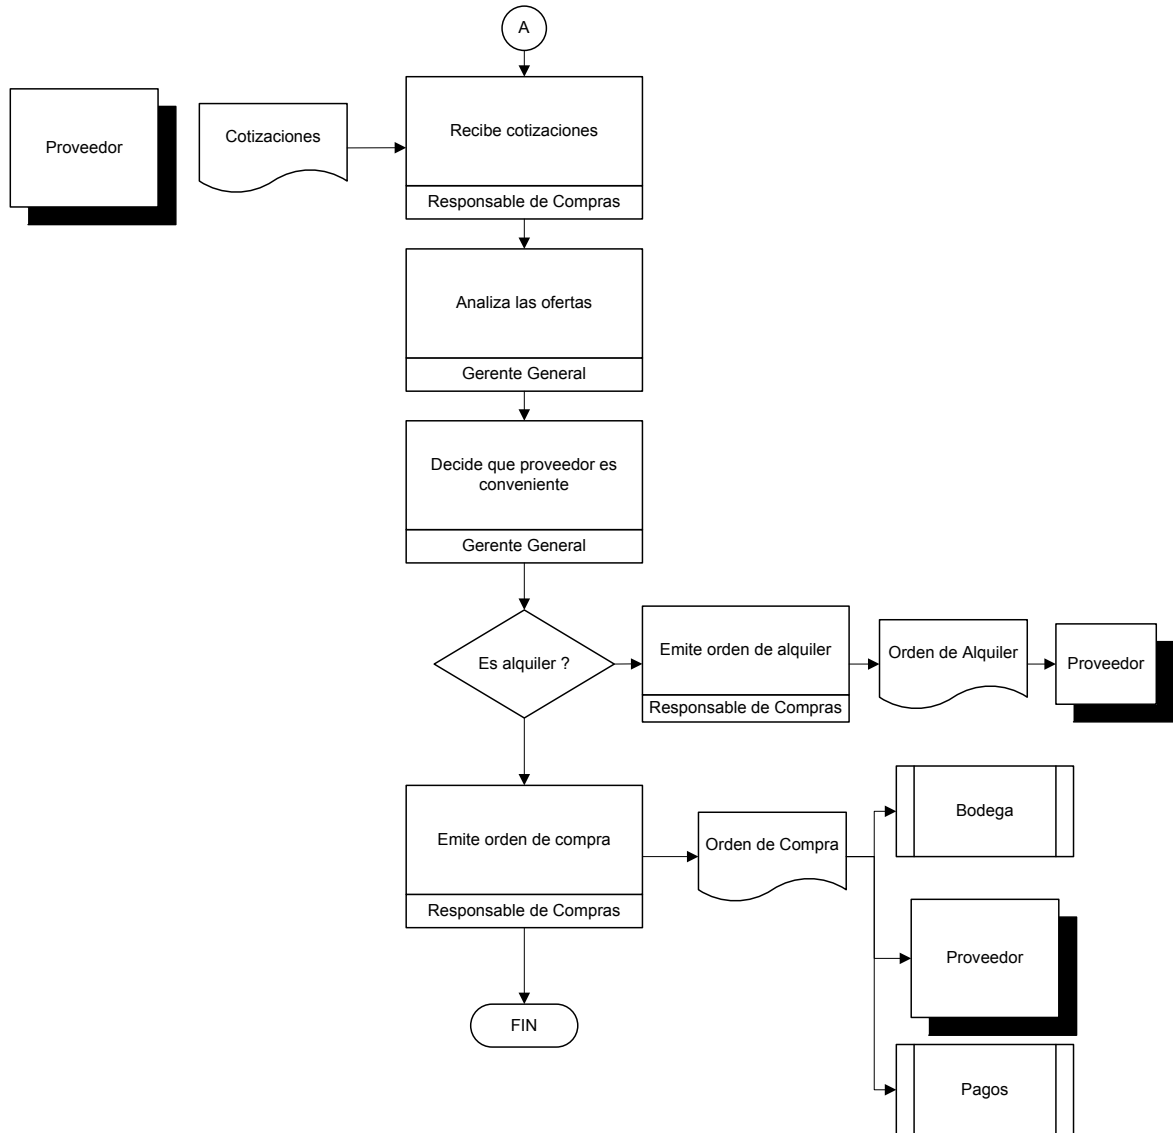 A
Proveedor
Cotizaciones
Recibe cotizaciones
Responsable de Compras
Analiza las ofertas
Gerente General
Decide que proveedor es
conveniente
Gerente General
Es alquiler ?
Emite orden de alquiler
Responsable de Compras
Orden de Alquiler
Proveedor
Emite orden de compra
Responsable de Compras
Orden de Compra
Bodega
Proveedor
Pagos
FIN